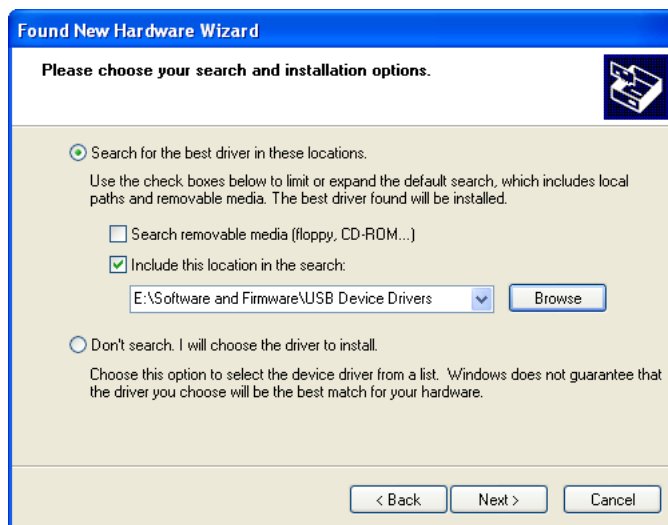 Found New Hardware Wizard
Please choose your search and installation options.
Search for the best driver in these locations.
Use the check boxes below to limit or expand the default search, which includes local
paths and removable media. The best driver found will be installed.
Search removable media (floppy, CD-ROM...)
Include this location in the search:
E:\Software and Firmware\USB Device Drivers
Browse
Don't search. I will choose the driver to install.
Choose this option to select the device driver from a list. Windows does not guarantee that
the driver you choose will be the best match for your hardware.
< Back
Next >
Cancel